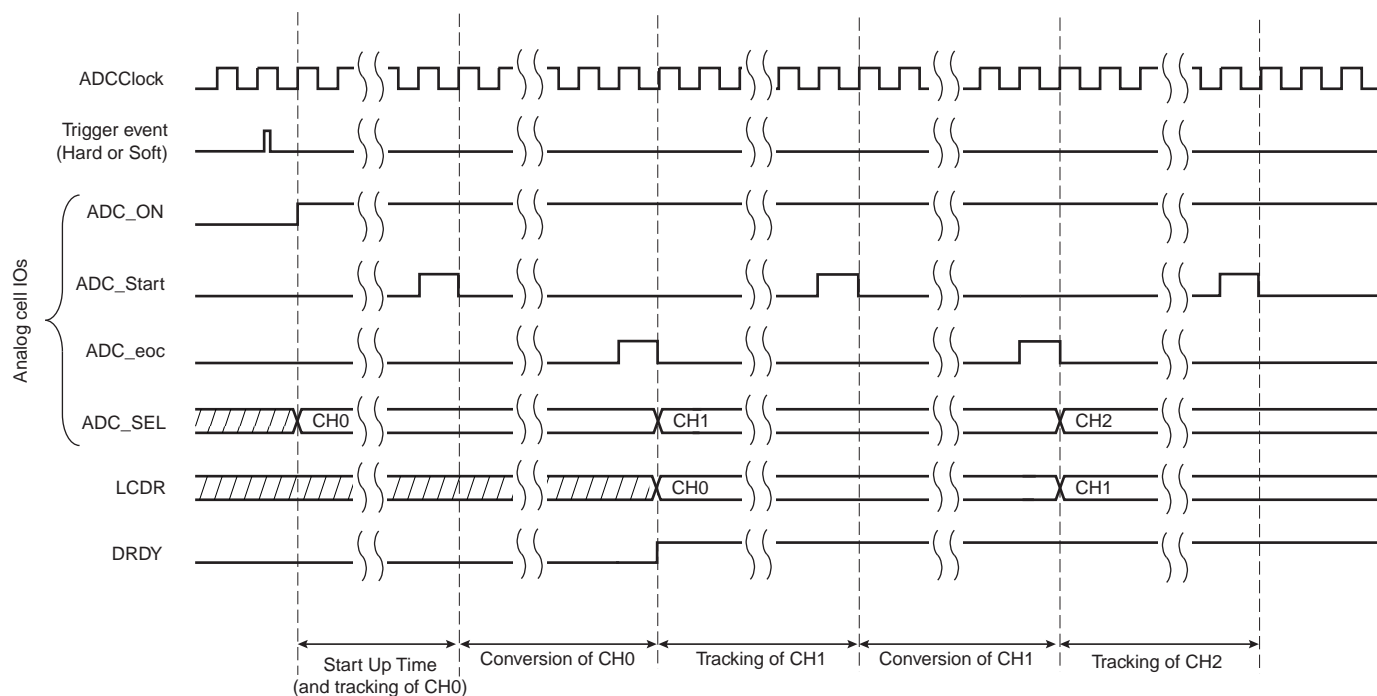 ADCClock
Trigger event
(Hard or Soft)
Analog cell IOs
ADC_ON
ADC_Start
ADC_eoc
ADC_SEL
CH0
CH1
CH2
LCDR
CH0
CH1
DRDY
Start Up Time
(and tracking of CH0)
Conversion of CH0
Tracking of CH1
Conversion of CH1
Tracking of CH2